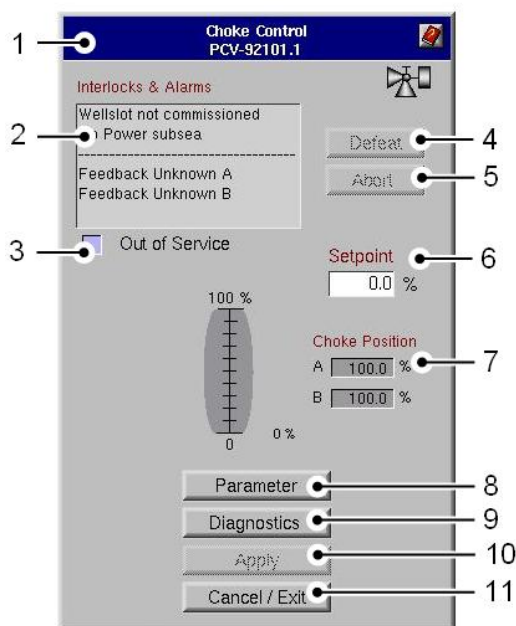 Choke Control
PCV-92101.1
1
Interlocks & Alarms
Wellslot not commissioned
Power subsea
2
Feedback Unknown A
Feedback Unknown B
Defeat
4
Abort
5
3
Out of Service
Setpoint
6
0.0 %
100 %
Choke Position
A 100.0 %
7
B 100.0 %
0 %
0
Parameter
8
Diagnostics
9
Apply
10
Cancel / Exit
11